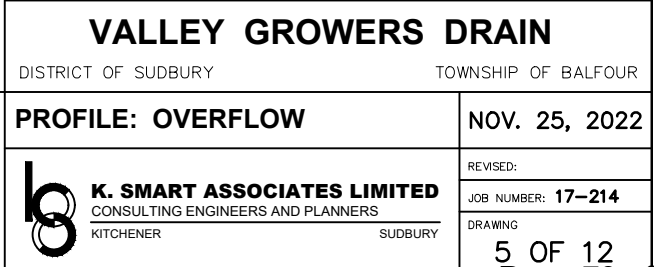 VALLEY GROWERS DRAIN
DISTRICT OF SUDBURY TOWNSHIP OF BALFOUR
PROFILE: OVERFLOW
NOV. 25, 2022
K. SMART ASSOCIATES LIMITED
CONSULTING ENGINEERS AND PLANNERS
KITCHENER SUDBURY
REVISED:
JOB NUMBER: 17-214
DRAWING
5 OF 12